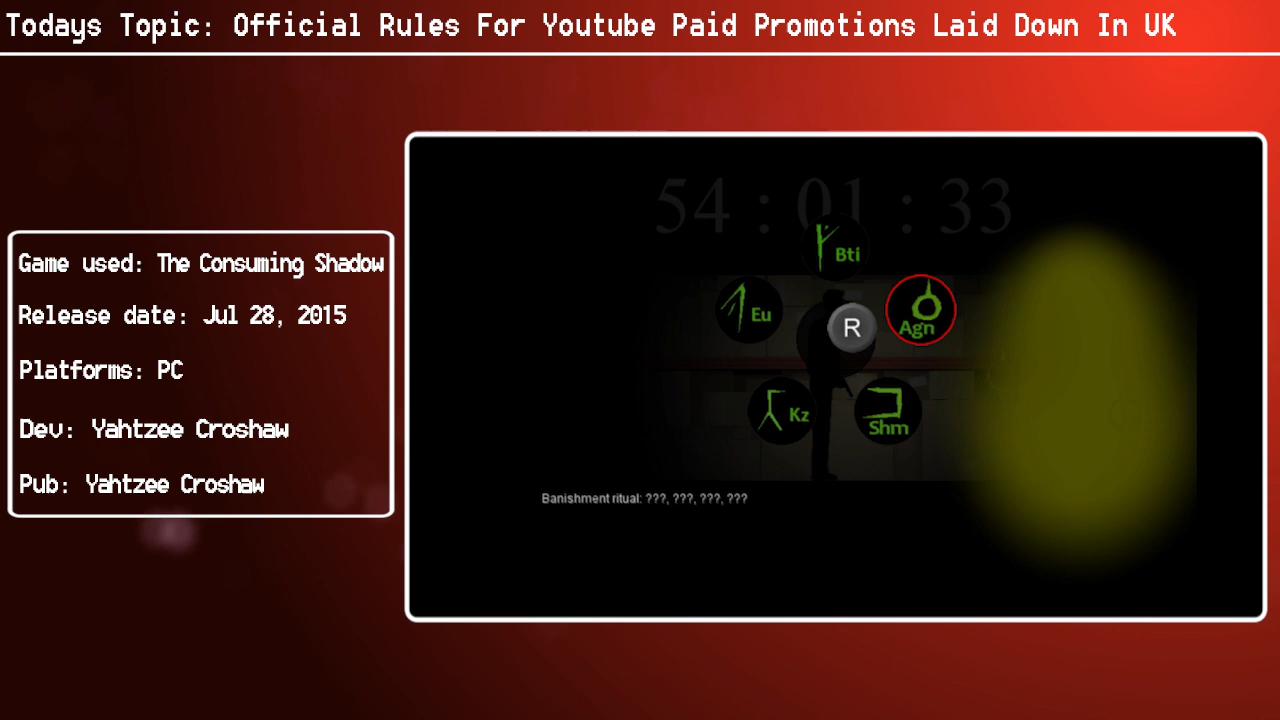 Todays Topic: Official Rules For Youtube Paid Promotions Laid Down In UK
Game used: The Consuming Shadow
Release date: Jul 28, 2015
Platforms: PC
Dev: Yahtzee Croshaw
Pub: Yahtzee Croshaw
54 : 01 : 33
Bti
Eu
Agn
R
Kz
Shm
Banishment ritual: ???, ???, ???, ???